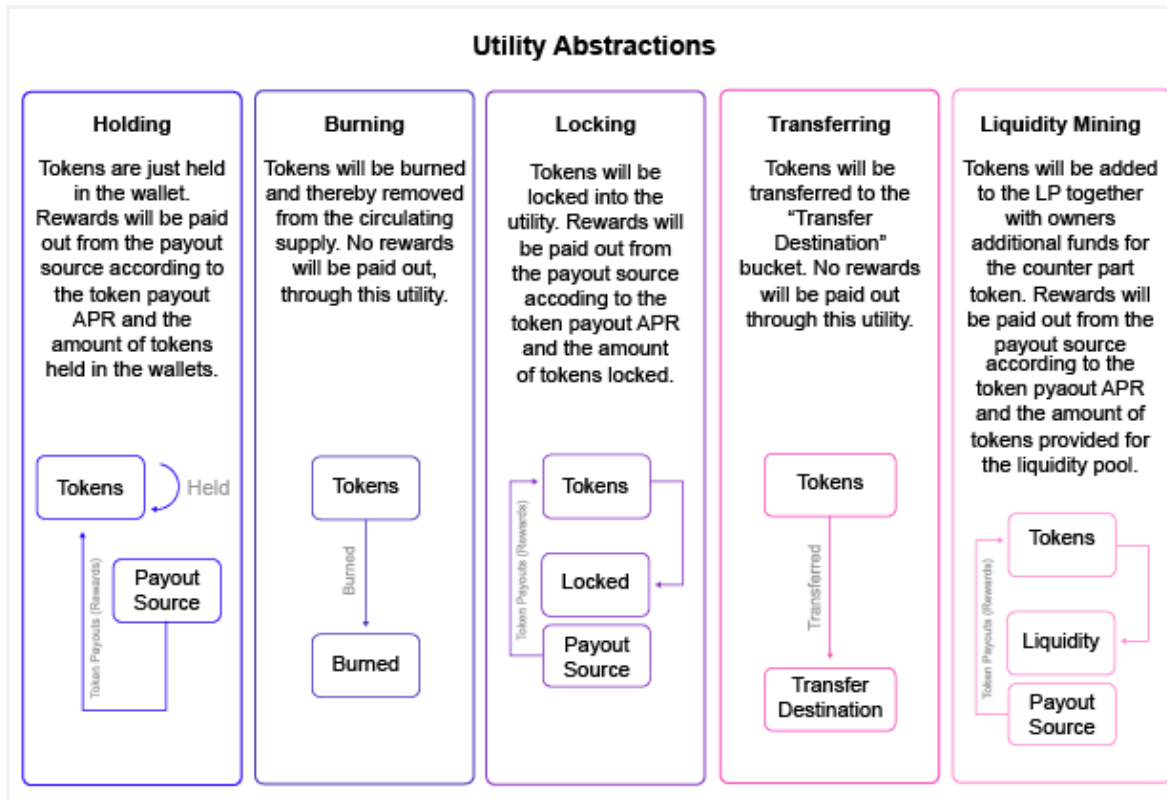 Utility Abstractions
Holding
Tokens are just held
in the wallet.
Rewards will be paid
out from the payout
source according to
the token payout
APR and the
amount of tokens
held in the wallets.
Tokens
Held
Payout
Source
Token Payouts (Rewards)
Burning
Tokens will be burned
and thereby removed
from the circulating
supply. No rewards
will be paid out,
through this utility.
Tokens
Burned
Burned
Locking
Tokens will be
locked into the
utility. Rewards will
be paid out from
the payout source
accoding to the
token payout APR
and the amount
of tokens locked.
Tokens
Token Payouts (Rewards)
Locked
Payout
Source
Transferring
Tokens will be
transferred to the
“Transfer
Destination”
bucket. No rewards
will be paid out
through this utility.
Tokens
Transferred
Transfer
Destination
Liquidity Mining
Tokens will be added
to the LP together
with owners
additional funds for
the counter part
token. Rewards will
be paid out from the
payout source
according to the
token pyaout APR
and the amount of
tokens provided for
the liquidity pool.
Tokens
Token Payouts (Rewards)
Liquidity
Payout
Source